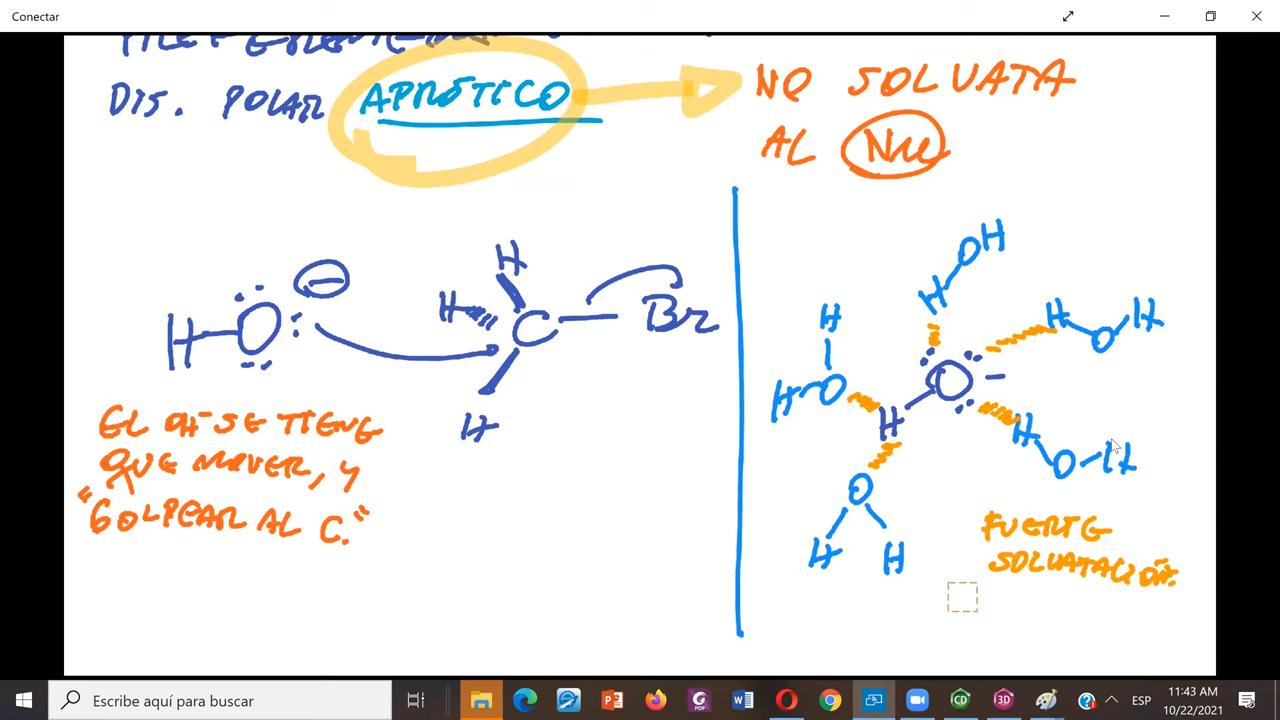 Conectar
DIS. POLAR APRÓTICO
NO SOLVATA
AL Nu
H
H
C
Br
H
H-O
EL OH⁻ SE TIENE
QUE MOVER, Y
"GOLPEAR AL C."
OH
H
H
O
H
H
H-O
H-O
H
O-H
O
H
H
FUERTE
SOLVATACIÓN.
Escribe aquí para buscar
ESP
11:43 AM
10/22/2021